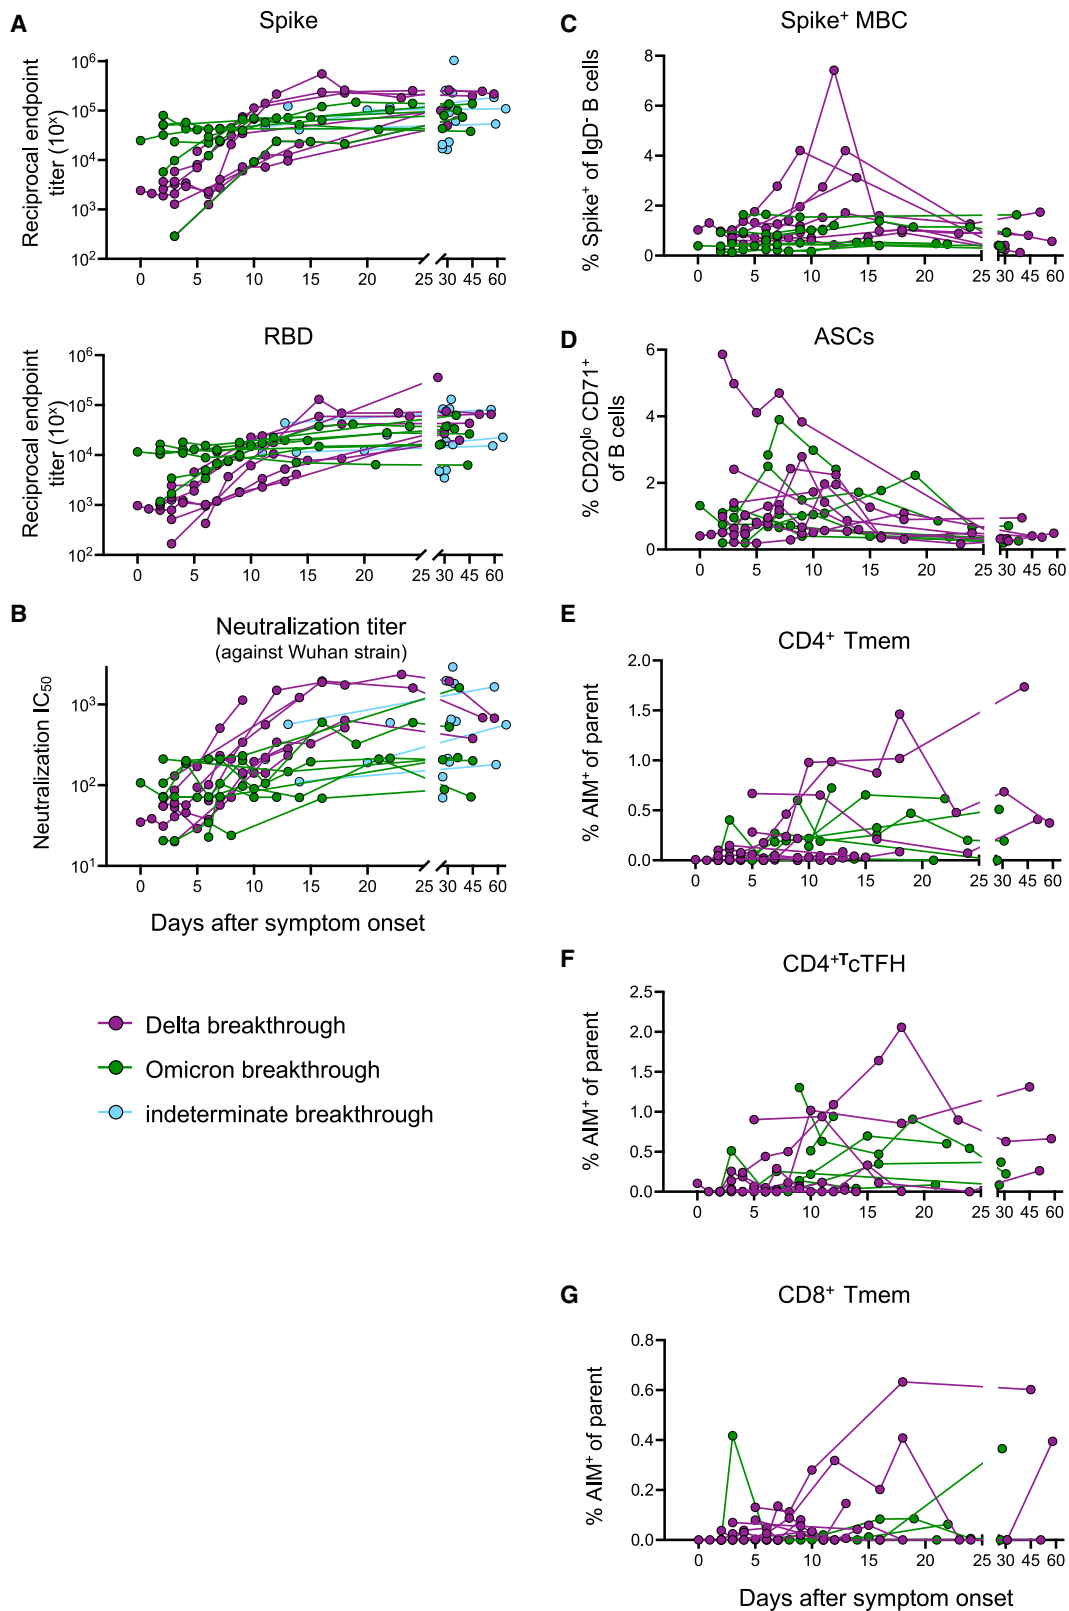 A
Spike
Reciprocal endpoint
titer (10ˣ)
10⁶
10⁵
10⁴
10³
10²
0 5 10 15 20 25 30 45 60
RBD
Reciprocal endpoint
titer (10ˣ)
10⁶
10⁵
10⁴
10³
10²
0 5 10 15 20 25 30 45 60
B
Neutralization titer
(against Wuhan strain)
Neutralization IC₅₀
10³
10²
10¹
0 5 10 15 20 25 30 45 60
Days after symptom onset
Delta breakthrough
Omicron breakthrough
indeterminate breakthrough
C
Spike⁺ MBC
% Spike⁺ of IgD⁻ B cells
8
6
4
2
0
0 5 10 15 20 25 30 45 60
D
ASCs
% CD20ˡᵒ CD71⁺
of B cells
6
4
2
0
0 5 10 15 20 25 30 45 60
E
CD4⁺ Tmem
% AIM⁺ of parent
2.0
1.5
1.0
0.5
0.0
0 5 10 15 20 25 30 45 60
F
CD4⁺ᵀcTFH
% AIM⁺ of parent
2.5
2.0
1.5
1.0
0.5
0.0
0 5 10 15 20 25 30 45 60
G
CD8⁺ Tmem
% AIM⁺ of parent
0.8
0.6
0.4
0.2
0.0
0 5 10 15 20 25 30 45 60
Days after symptom onset